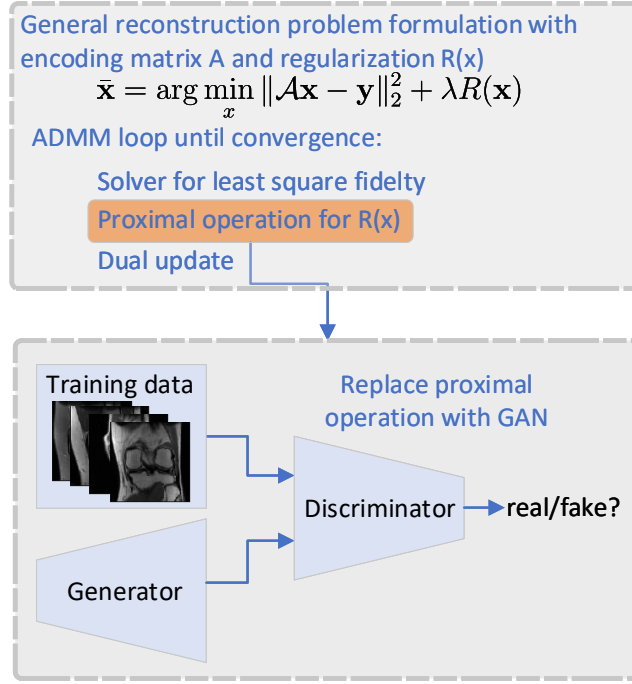 General reconstruction problem formulation with
encoding matrix A and regularization R(x)
x̄ = arg min_x ‖𝒜x − y‖₂² + λR(x)
ADMM loop until convergence:
Solver for least square fidelty
Proximal operation for R(x)
Dual update
Training data
Replace proximal
operation with GAN
Discriminator
real/fake?
Generator